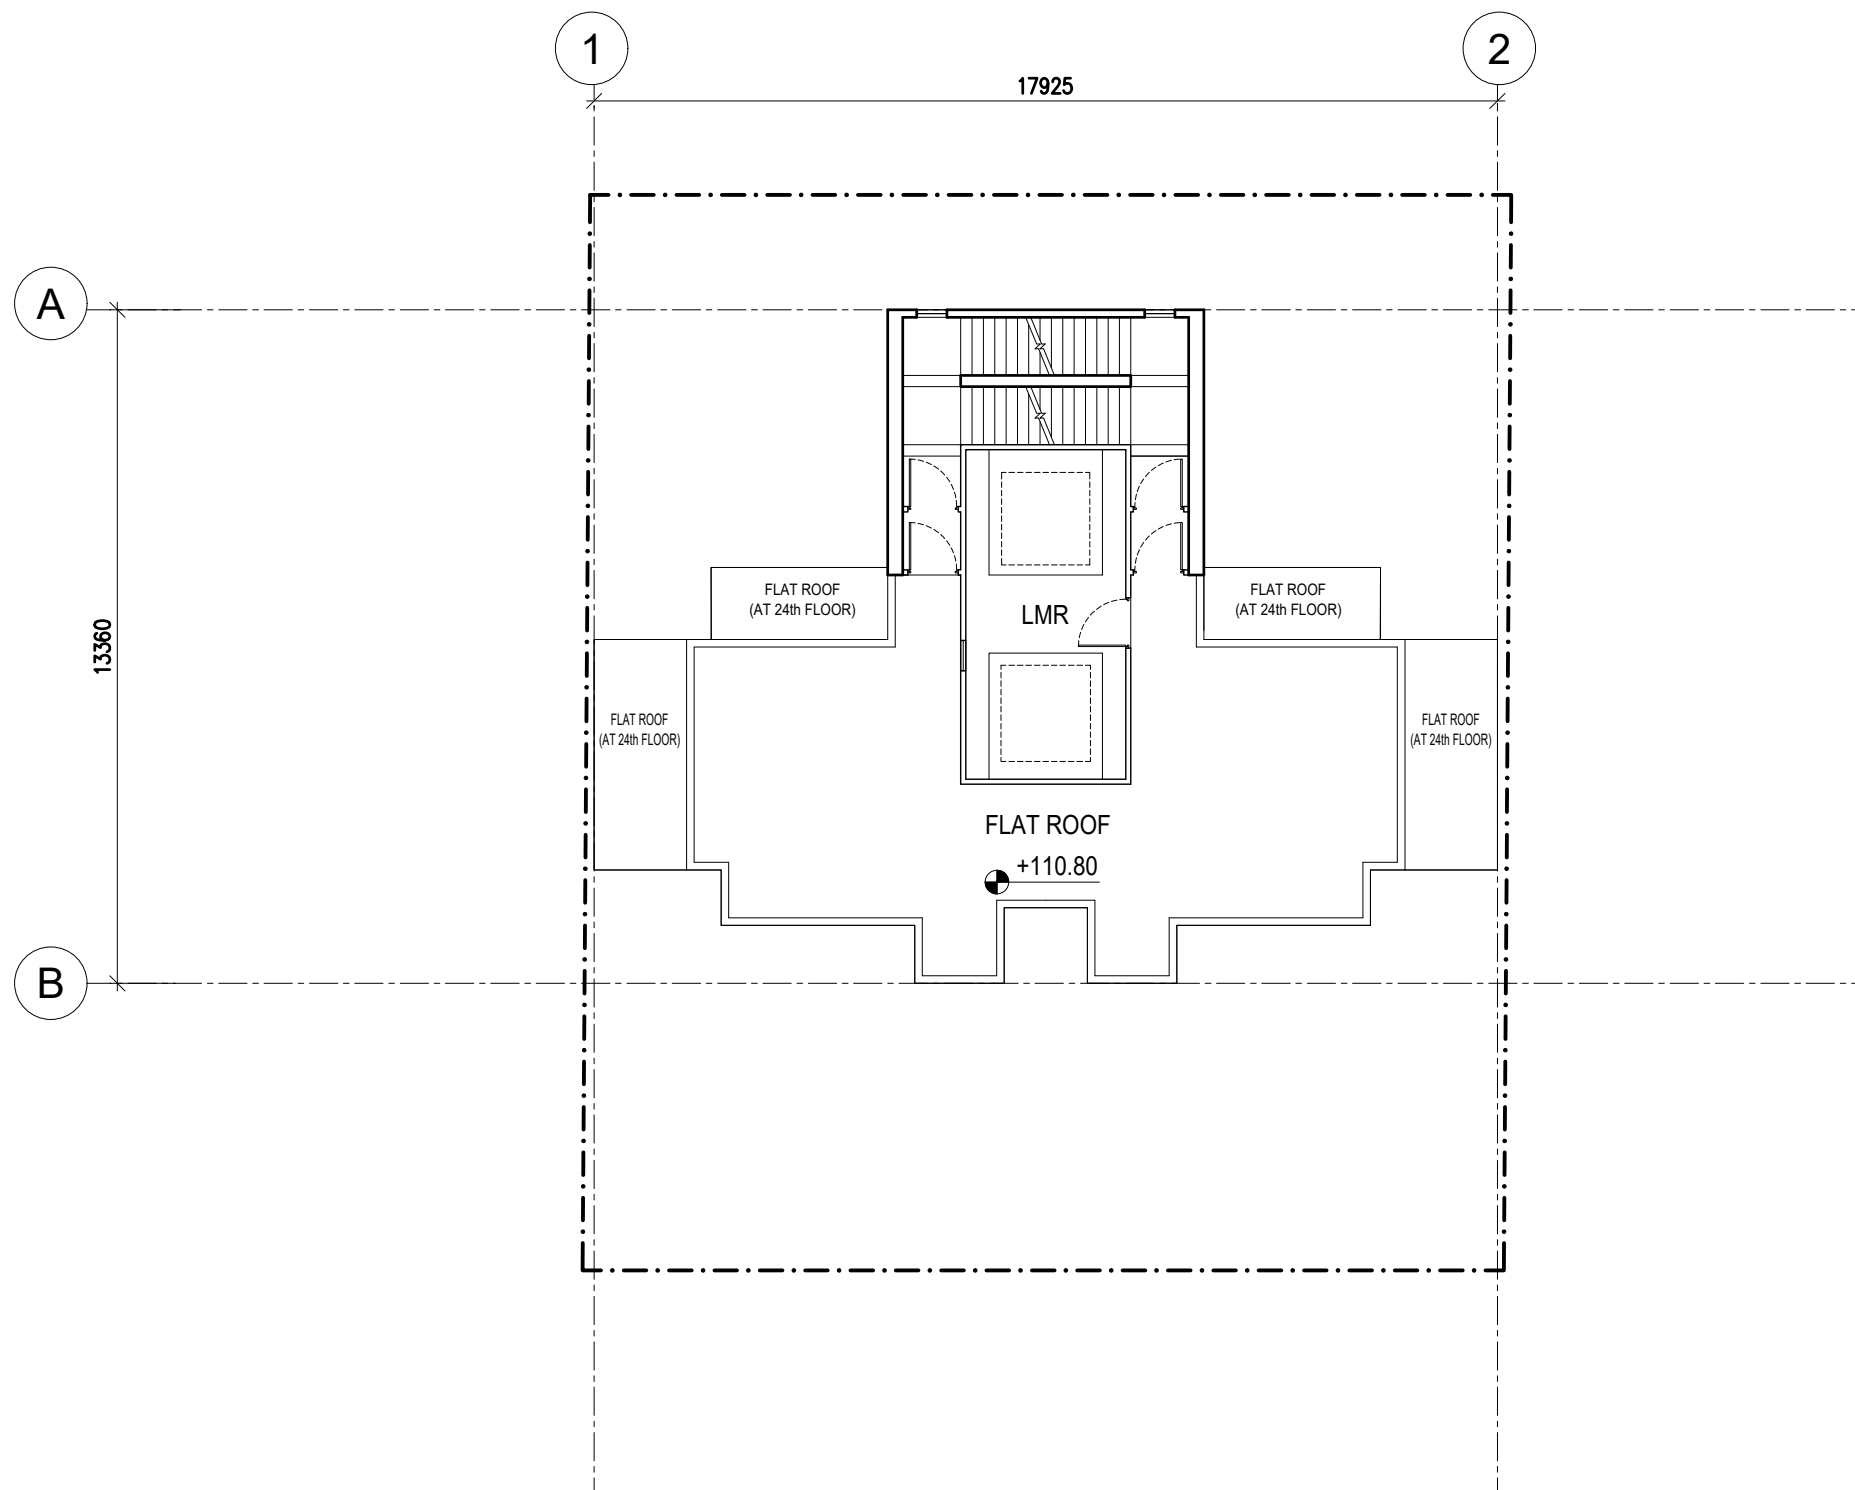 1
2
17925
A
FLAT ROOF
(AT 24th FLOOR)
FLAT ROOF
(AT 24th FLOOR)
LMR
13360
FLAT ROOF
(AT 24th FLOOR)
FLAT ROOF
(AT 24th FLOOR)
FLAT ROOF
+110.80
B